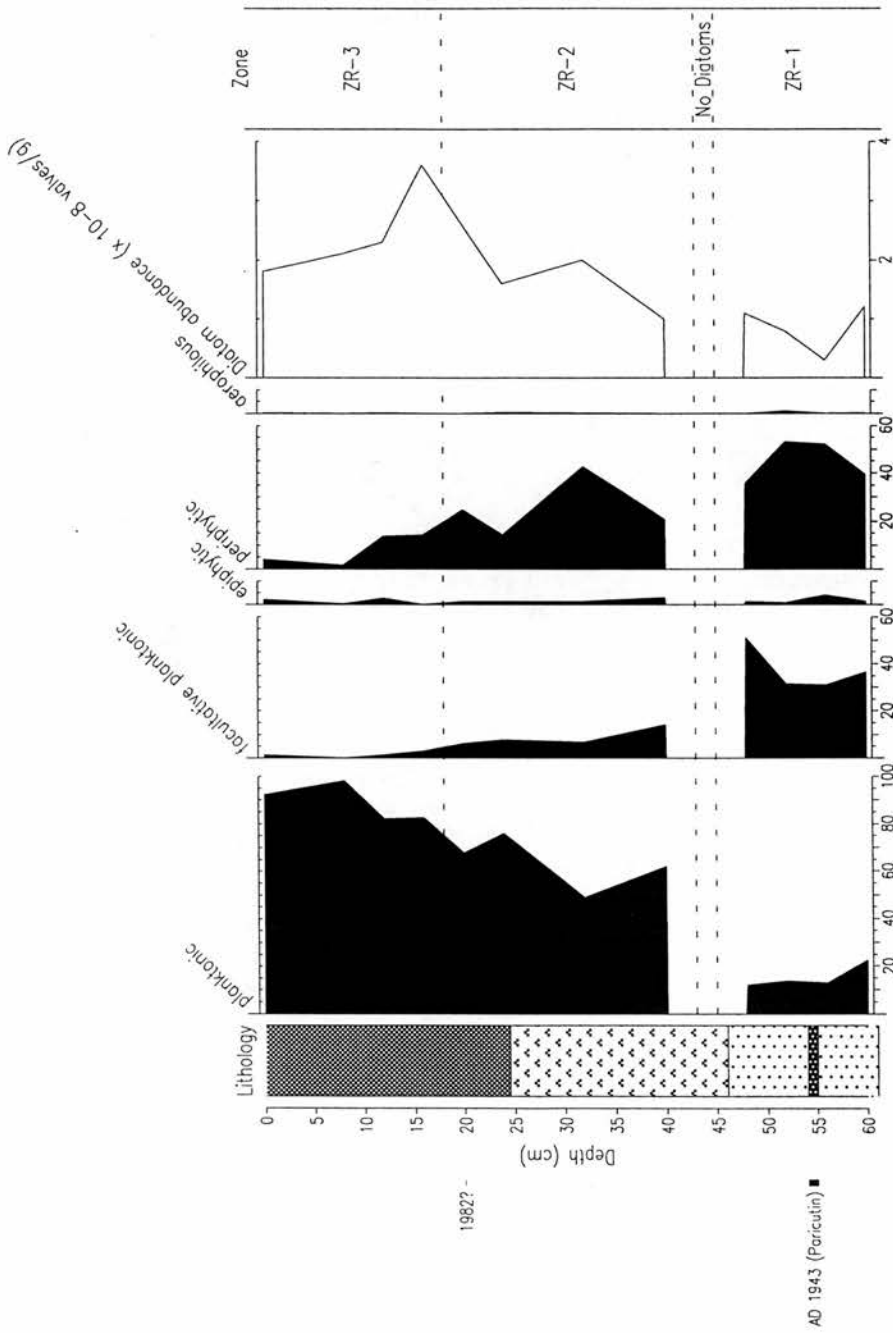 Zone
ZR-3
ZR-2
No Diatoms
ZR-1
Diatom abundance (x 10-8 valves/g)
2
4
aerophilous
periphytic
20
40
60
epiphytic
facultative planktonic
20
40
60
planktonic
20
40
60
80
100
Lithology
0
5
10
15
20
25
30
35
40
45
50
55
60
Depth (cm)
1982? -
AD 1943 (Paricutin)